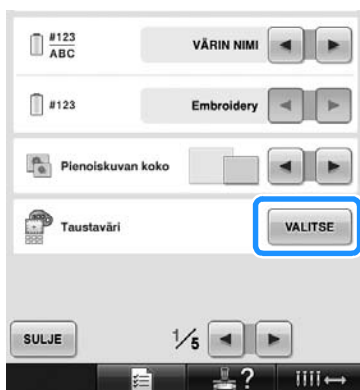 #123
ABC
VÄRIN NIMI
#123
Embroidery
Pienoiskuvan koko
Taustaväri
VALITSE
SULJE
1/5
?